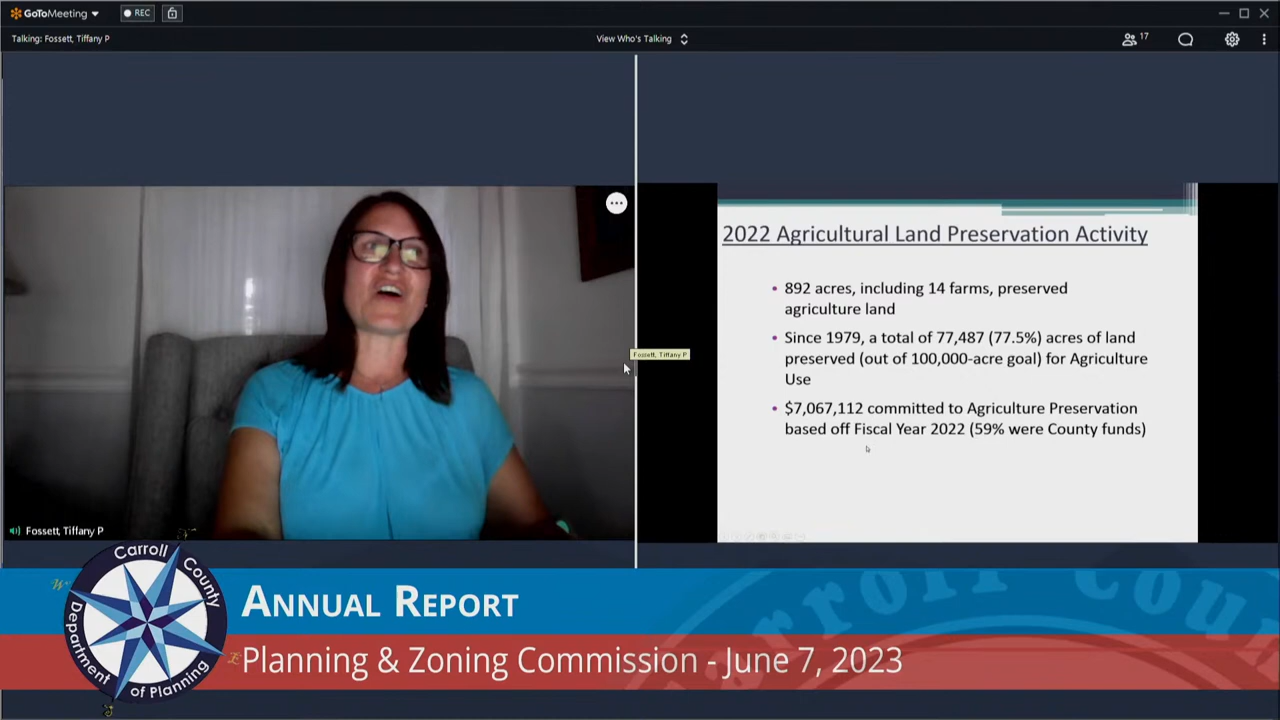 GoToMeeting
REC
Talking: Fossett, Tiffany P
View Who's Talking
17
2022 Agricultural Land Preservation Activity
• 892 acres, including 14 farms, preserved
agriculture land
• Since 1979, a total of 77,487 (77.5%) acres of land
preserved (out of 100,000-acre goal) for Agriculture
Use
• $7,067,112 committed to Agriculture Preservation
based off Fiscal Year 2022 (59% were County funds)
Fossett, Tiffany P
Fossett, Tiffany P
Carroll County
Department of Planning
W
E
S
Annual Report
Planning & Zoning Commission - June 7, 2023
arroll Coun